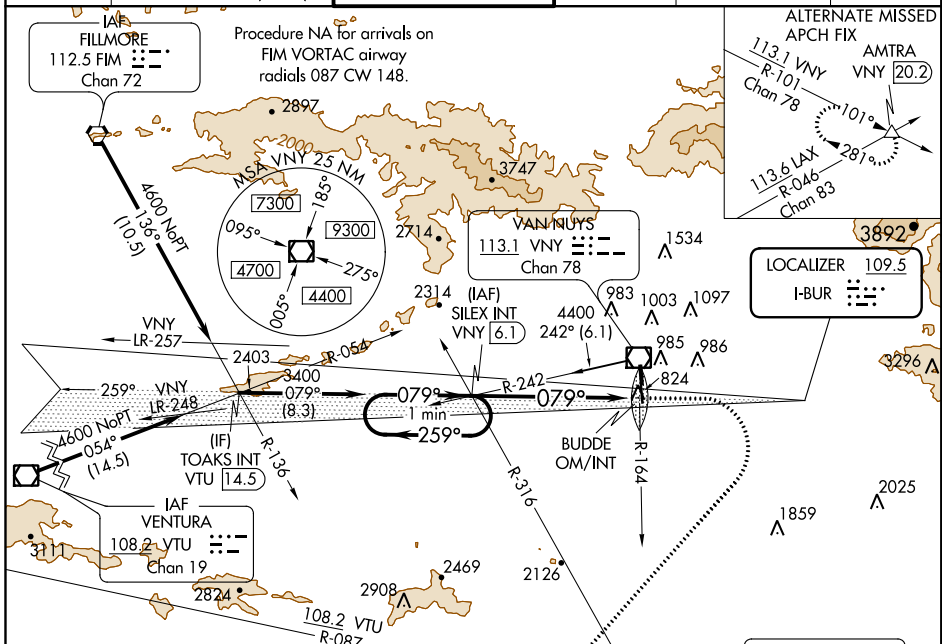 IAF
FILLMORE
112.5 FIM
Chan 72
Procedure NA for arrivals on
FIM VORTAC airway
radials 087 CW 148.
ALTERNATE MISSED
APCH FIX
AMTRA
VNY 20.2
113.1 VNY
R-101
Chan 78
101°
281°
113.6 LAX
R-046
Chan 83
2897
2000
3747
MSA VNY 25 NM
7300
185°
095°
9300
4700
275°
4400
005°
4600 NoPT
136°
(10.5)
2714
VAN NUYS
113.1 VNY
Chan 78
1534
3892
LOCALIZER 109.5
I-BUR
2314
(IAF)
SILEX INT
VNY 6.1
4400
242° (6.1)
983
1003
1097
985
986
824
3296
VNY
LR-257
2403
R-054
3400
079°
(8.3)
079°
1 min
259°
R-242
079°
259°
VNY
LR-248
4600 NoPT
054°
(14.5)
(IF)
TOAKS INT
VTU 14.5
R-136
BUDDE
OM/INT
R-164
R-316
IAF
VENTURA
108.2 VTU
Chan 19
3111
2824
2908
2469
2126
1859
2025
108.2 VTU
R-087